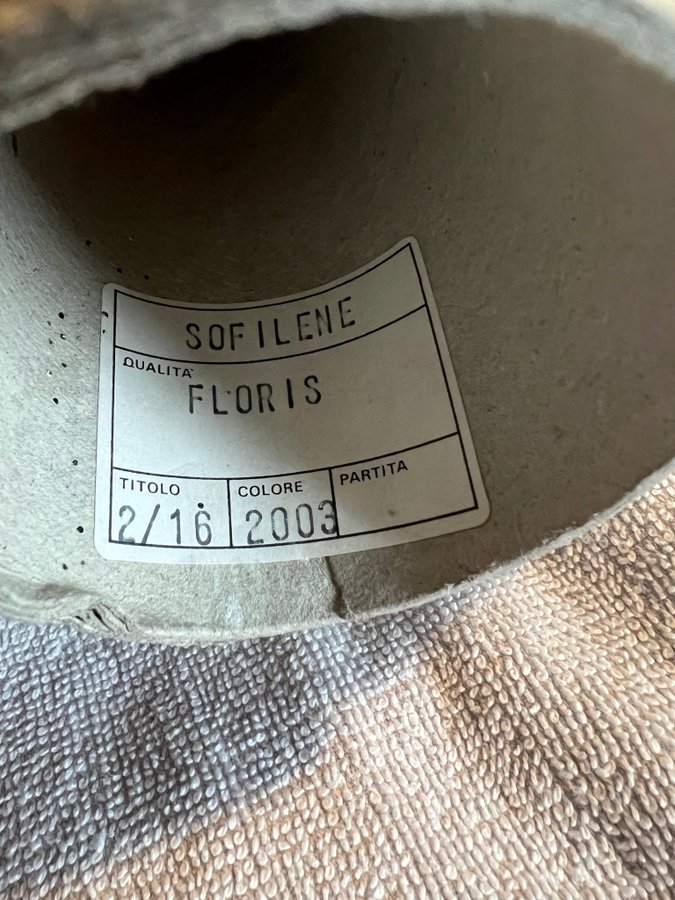 SOFILENE
QUALITA'
FLORIS
TITOLO COLORE PARTITA
2/16 2003